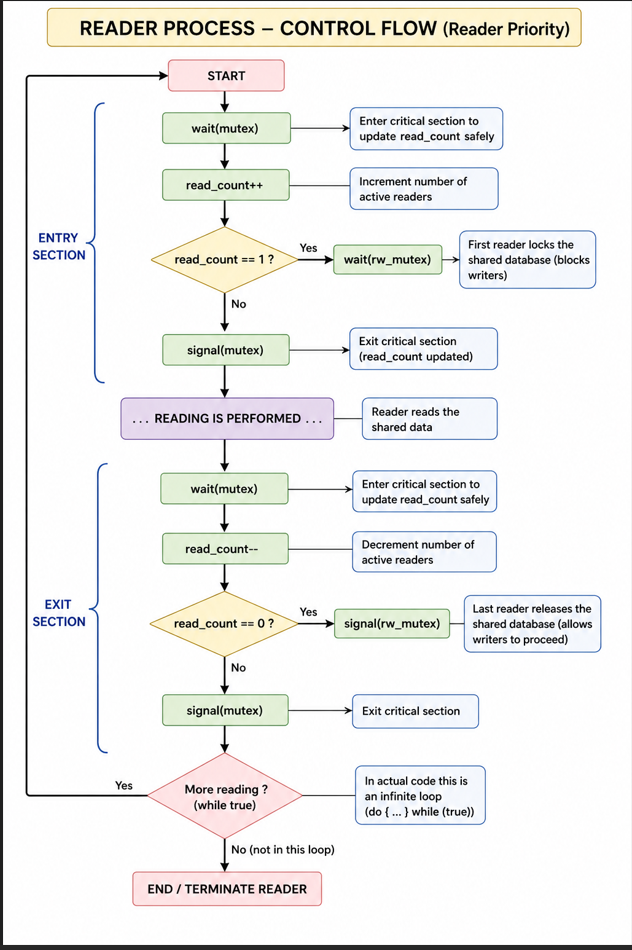 READER PROCESS – CONTROL FLOW (Reader Priority)
START
wait(mutex)
Enter critical section to
update read_count safely
read_count++
Increment number of
active readers
ENTRY
SECTION
read_count == 1 ?
Yes
wait(rw_mutex)
First reader locks the
shared database (blocks
writers)
No
signal(mutex)
Exit critical section
(read_count updated)
... READING IS PERFORMED ...
Reader reads the
shared data
wait(mutex)
Enter critical section to
update read_count safely
read_count--
Decrement number of
active readers
EXIT
SECTION
read_count == 0 ?
Yes
signal(rw_mutex)
Last reader releases the
shared database (allows
writers to proceed)
No
signal(mutex)
Exit critical section
Yes
More reading ?
(while true)
In actual code this is
an infinite loop
(do { ... } while (true))
No (not in this loop)
END / TERMINATE READER